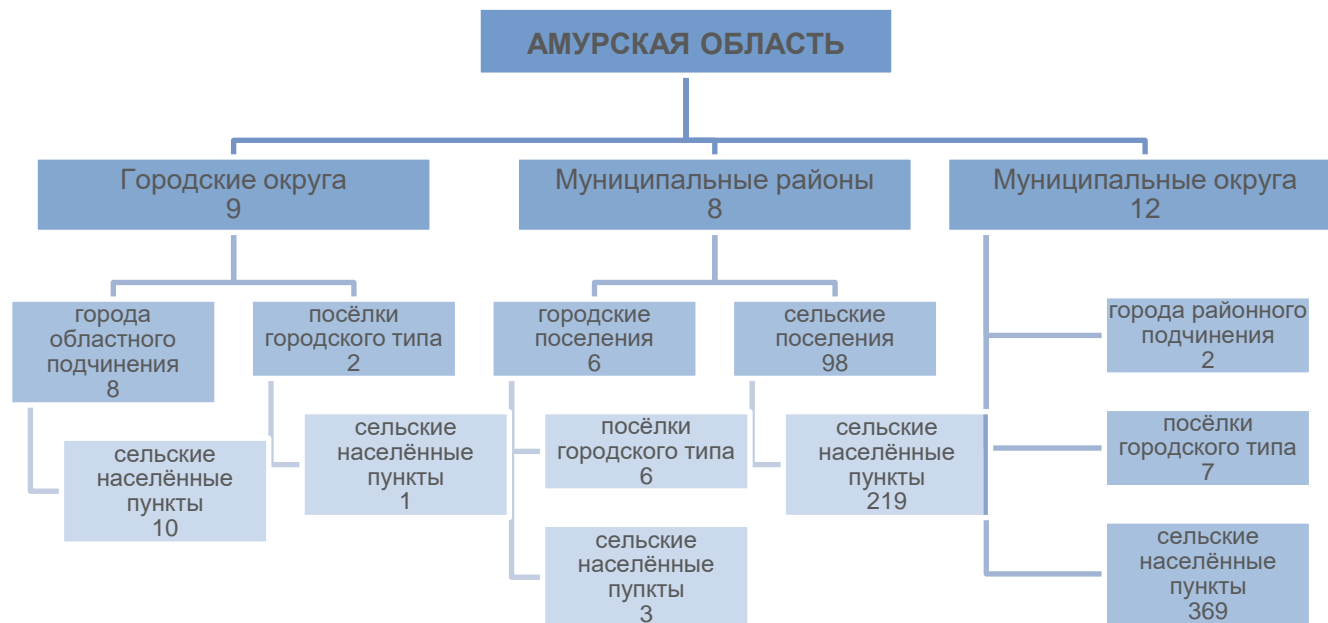 АМУРСКАЯ ОБЛАСТЬ
Городские округа
9
Муниципальные районы
8
Муниципальные округа
12
города
областного
подчинения
8
посёлки
городского типа
2
городские
поселения
6
сельские
поселения
98
города районного
подчинения
2
сельские
населённые
пункты
10
сельские
населённые
пункты
1
посёлки
городского типа
6
сельские
населённые
пункты
219
посёлки
городского типа
7
сельские
населённые
пупкты
3
сельские
населённые
пункты
369